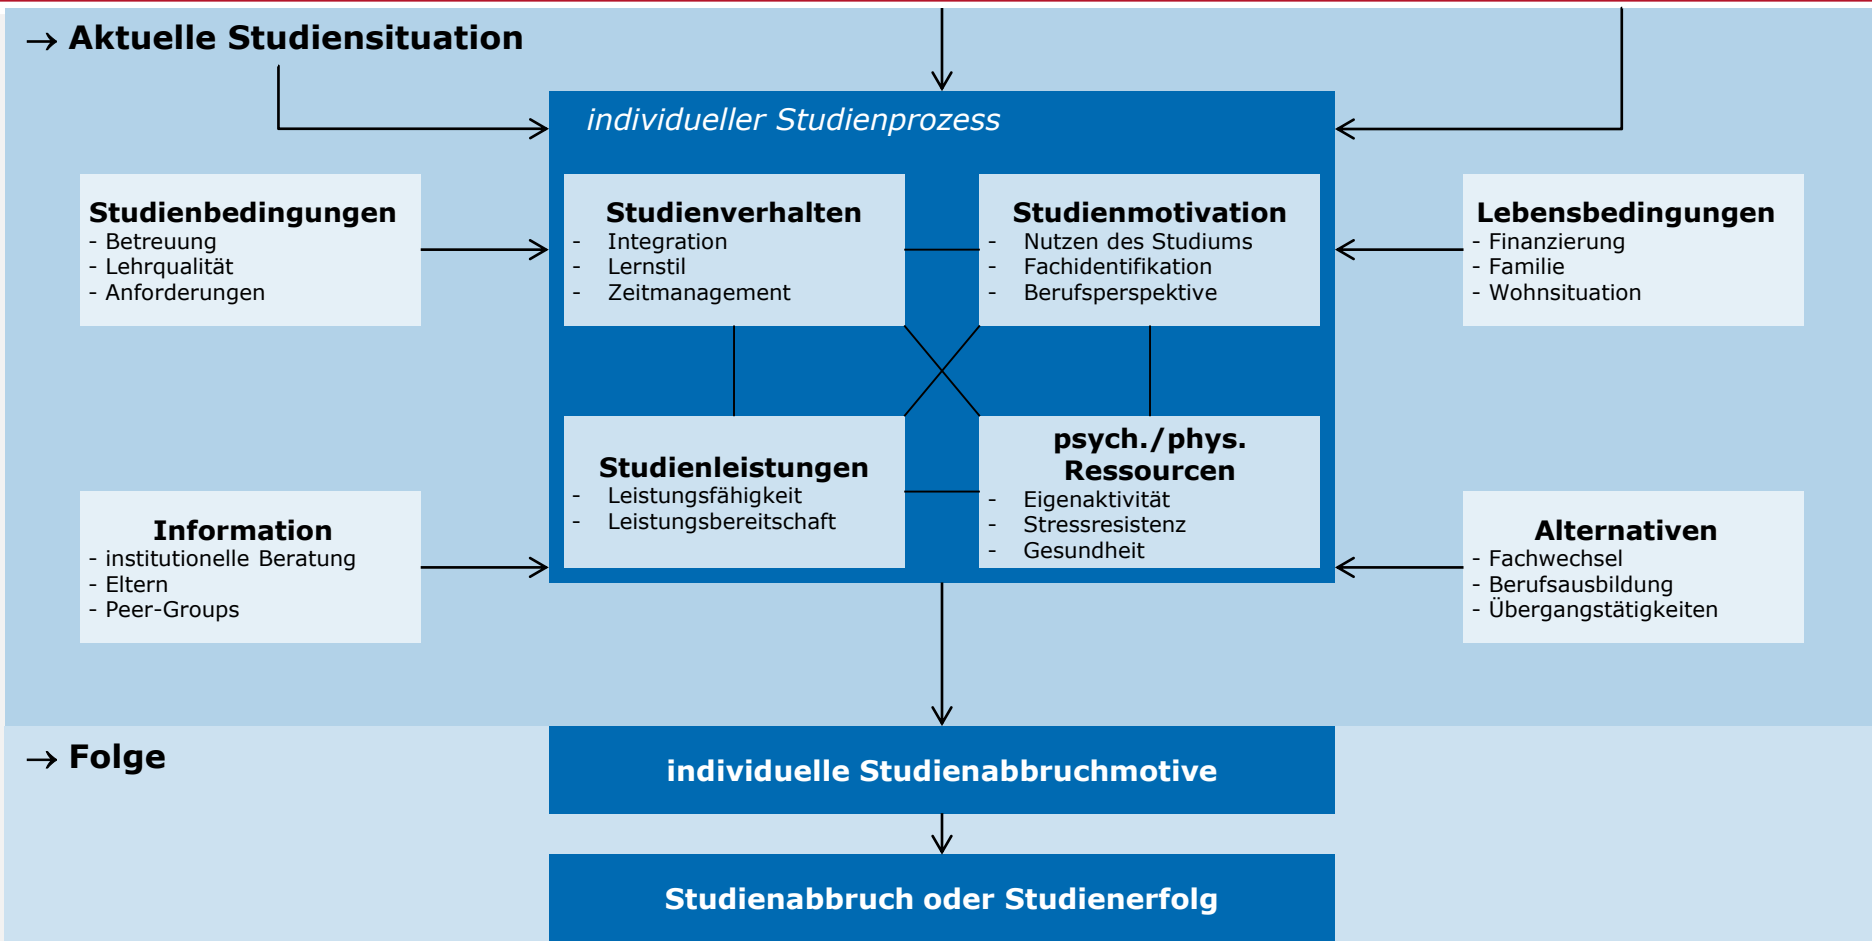 → Aktuelle Studiensituation
individueller Studienprozess
Studienbedingungen
- Betreuung
- Lehrqualität
- Anforderungen
Studienverhalten
- Integration
- Lernstil
- Zeitmanagement
Studienmotivation
- Nutzen des Studiums
- Fachidentifikation
- Berufsperspektive
Lebensbedingungen
- Finanzierung
- Familie
- Wohnsituation
Information
- institutionelle Beratung
- Eltern
- Peer-Groups
Studienleistungen
- Leistungsfähigkeit
- Leistungsbereitschaft
psych./phys.
Ressourcen
- Eigenaktivität
- Stressresistenz
- Gesundheit
Alternativen
- Fachwechsel
- Berufsausbildung
- Übergangstätigkeiten
→ Folge
individuelle Studienabbruchmotive
Studienabbruch oder Studienerfolg